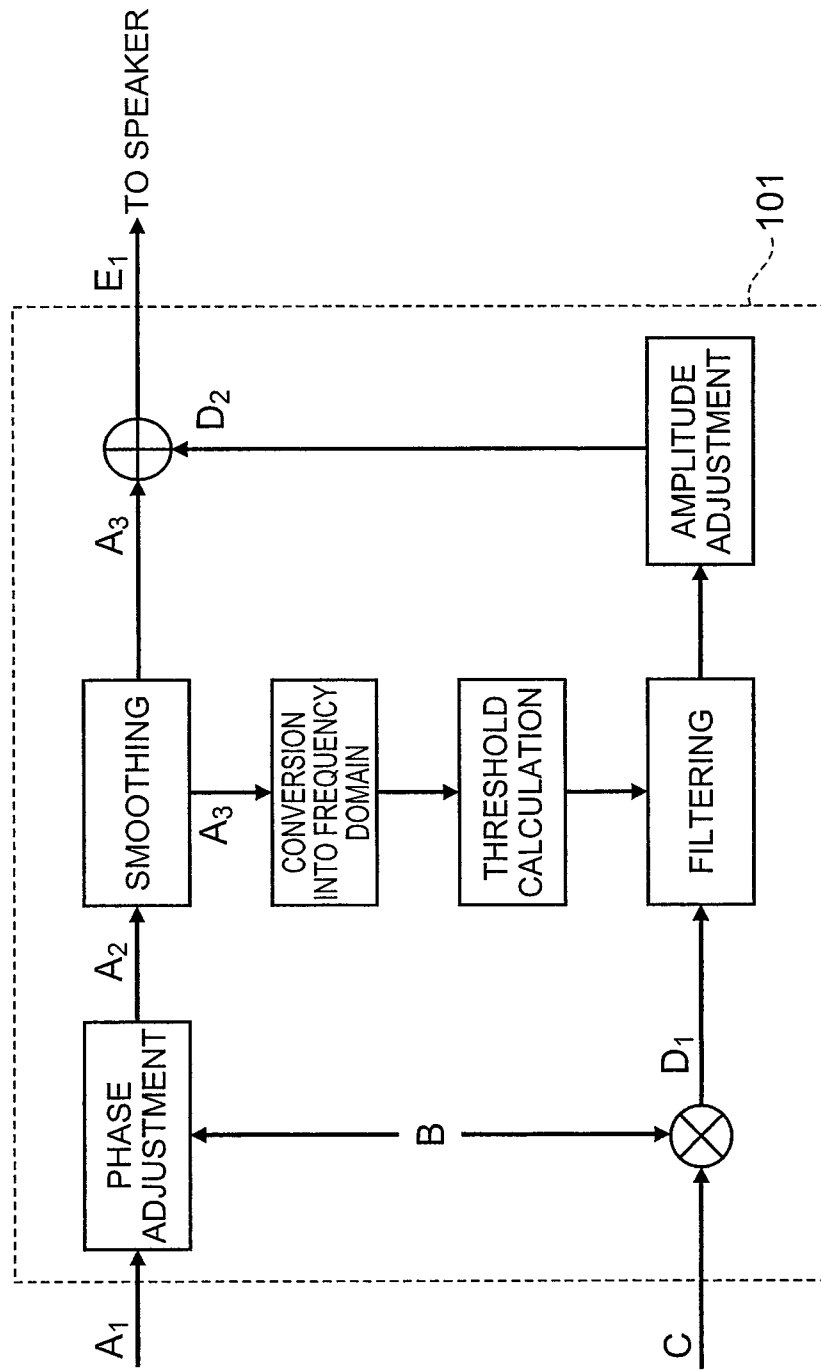 A1
PHASE
ADJUSTMENT
A2
SMOOTHING
A3
E1
TO SPEAKER
A3
CONVERSION
INTO FREQUENCY
DOMAIN
THRESHOLD
CALCULATION
B
D2
C
D1
FILTERING
AMPLITUDE
ADJUSTMENT
101